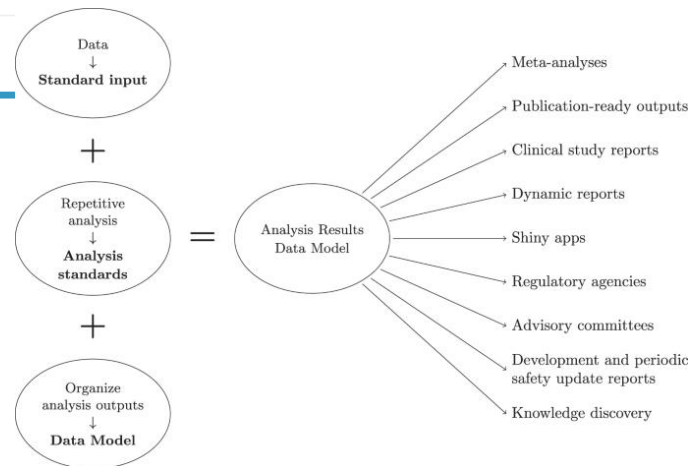 Data
↓
Standard input
+
Repetitive
analysis
↓
Analysis
standards
+
Organize
analysis outputs
↓
Data Model
=
Analysis Results
Data Model
Meta-analyses
Publication-ready outputs
Clinical study reports
Dynamic reports
Shiny apps
Regulatory agencies
Advisory committees
Development and periodic
safety update reports
Knowledge discovery